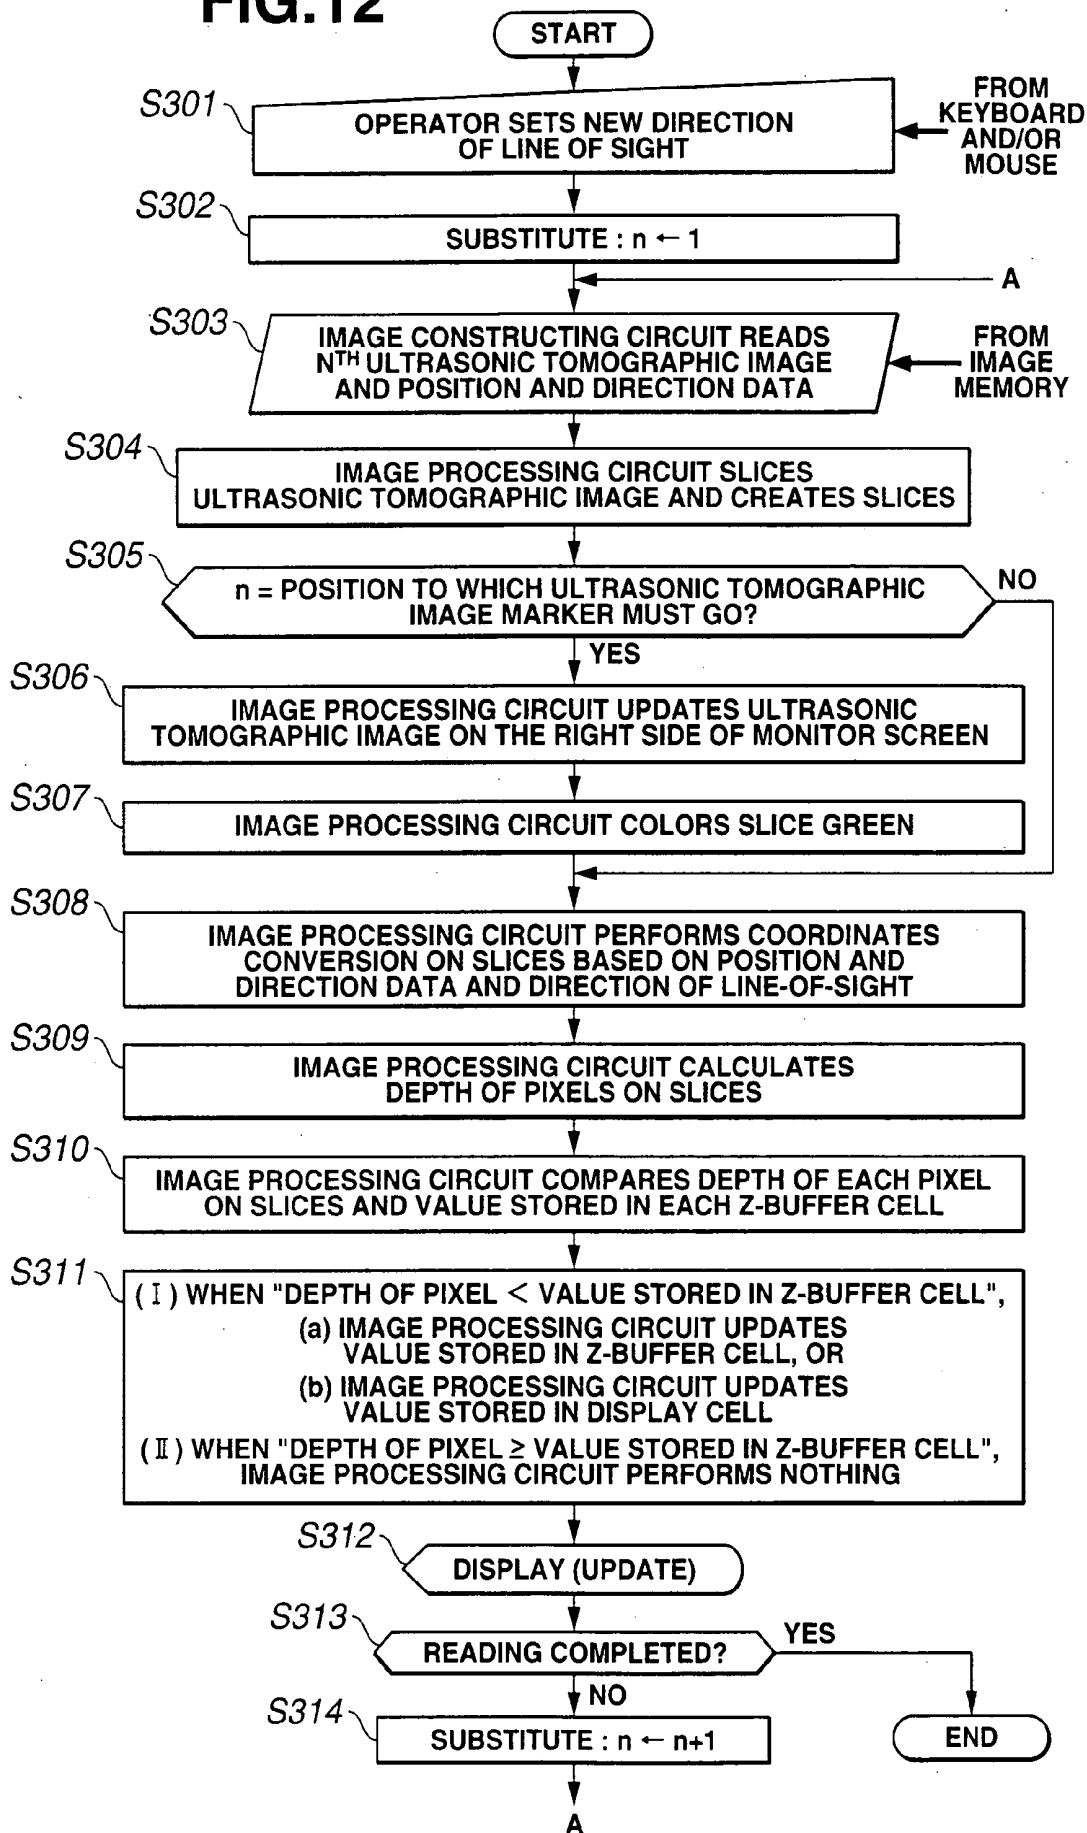 FIG.12
START
S301
OPERATOR SETS NEW DIRECTION
OF LINE OF SIGHT
FROM
KEYBOARD
AND/OR
MOUSE
S302
SUBSTITUTE : n ← 1
A
S303
IMAGE CONSTRUCTING CIRCUIT READS
NTH ULTRASONIC TOMOGRAPHIC IMAGE
AND POSITION AND DIRECTION DATA
FROM
IMAGE
MEMORY
S304
IMAGE PROCESSING CIRCUIT SLICES
ULTRASONIC TOMOGRAPHIC IMAGE AND CREATES SLICES
S305
n = POSITION TO WHICH ULTRASONIC TOMOGRAPHIC
IMAGE MARKER MUST GO?
NO
YES
S306
IMAGE PROCESSING CIRCUIT UPDATES ULTRASONIC
TOMOGRAPHIC IMAGE ON THE RIGHT SIDE OF MONITOR SCREEN
S307
IMAGE PROCESSING CIRCUIT COLORS SLICE GREEN
S308
IMAGE PROCESSING CIRCUIT PERFORMS COORDINATES
CONVERSION ON SLICES BASED ON POSITION AND
DIRECTION DATA AND DIRECTION OF LINE-OF-SIGHT
S309
IMAGE PROCESSING CIRCUIT CALCULATES
DEPTH OF PIXELS ON SLICES
S310
IMAGE PROCESSING CIRCUIT COMPARES DEPTH OF EACH PIXEL
ON SLICES AND VALUE STORED IN EACH Z-BUFFER CELL
S311
(Ⅰ) WHEN "DEPTH OF PIXEL < VALUE STORED IN Z-BUFFER CELL",
(a) IMAGE PROCESSING CIRCUIT UPDATES
VALUE STORED IN Z-BUFFER CELL, OR
(b) IMAGE PROCESSING CIRCUIT UPDATES
VALUE STORED IN DISPLAY CELL
(Ⅱ) WHEN "DEPTH OF PIXEL ≥ VALUE STORED IN Z-BUFFER CELL",
IMAGE PROCESSING CIRCUIT PERFORMS NOTHING
S312
DISPLAY (UPDATE)
S313
READING COMPLETED?
YES
NO
S314
SUBSTITUTE : n ← n+1
END
A